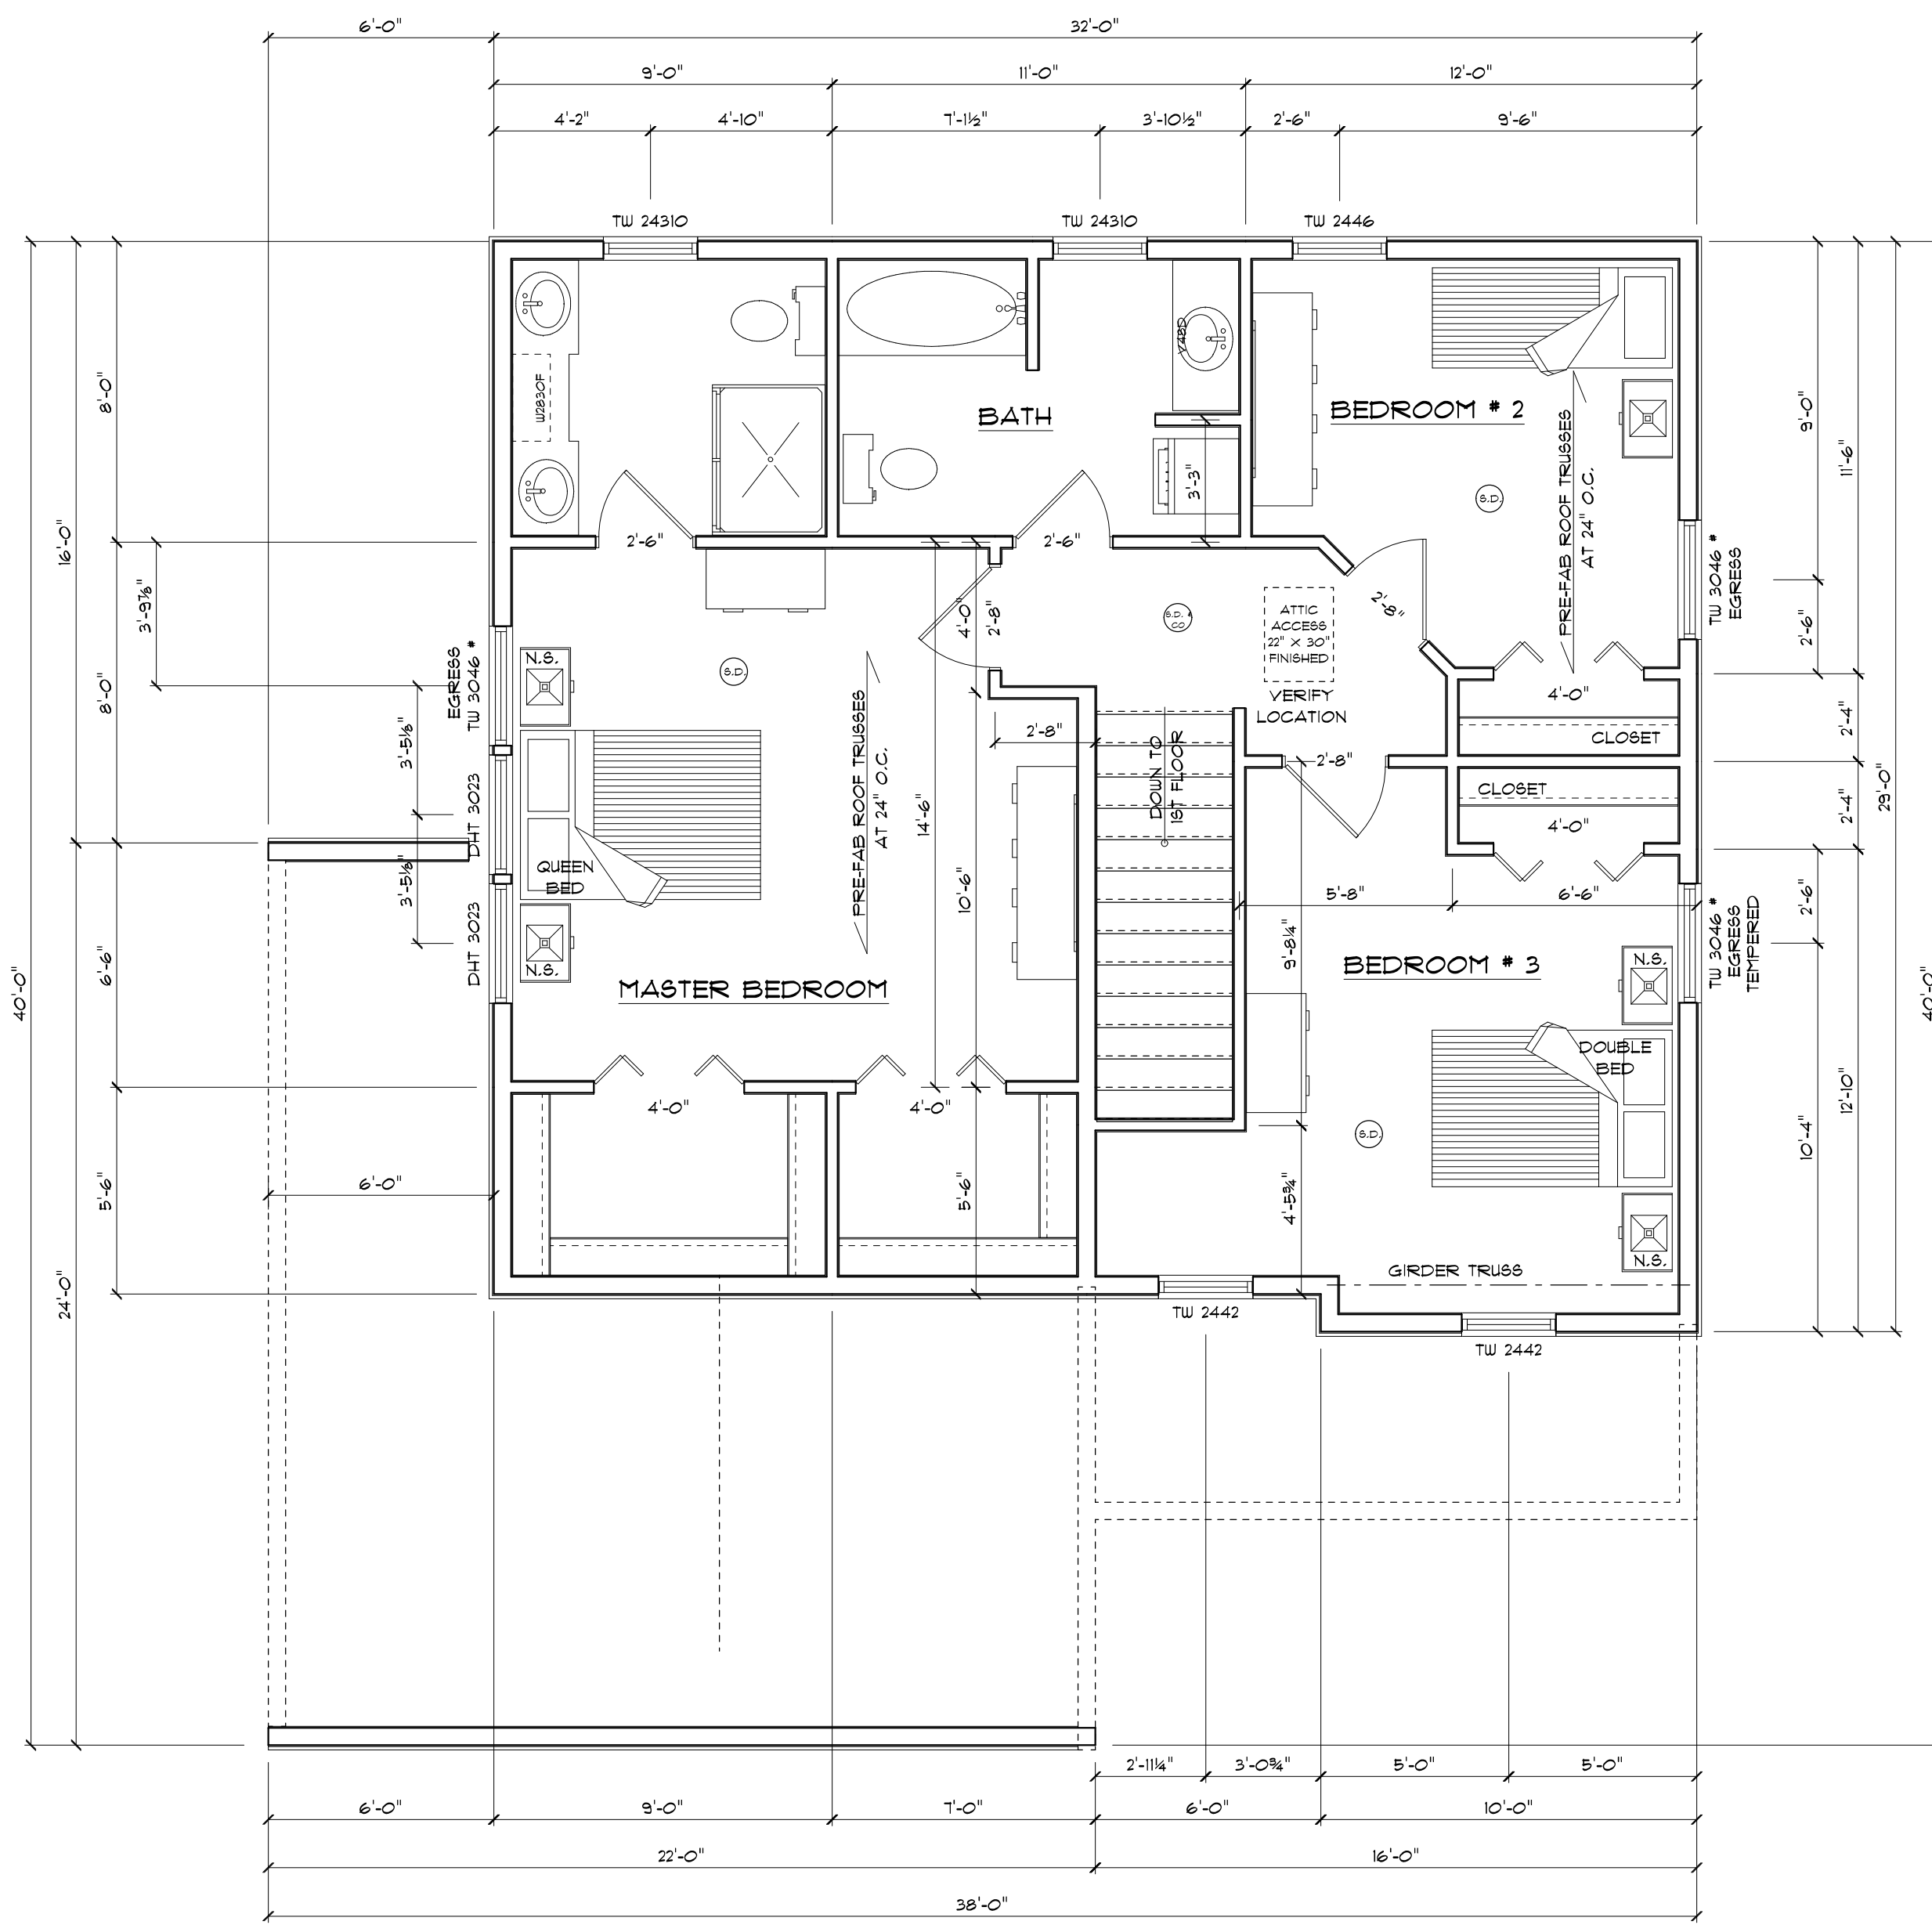 6'-0"
32'-0"
9'-0"
11'-0"
12'-0"
4'-2"
4'-10"
7'-1½"
3'-10½"
2'-6"
9'-6"
TW 24310
TW 24310
TW 2446
W2830F
V48D
BATH
BEDROOM # 2
PRE-FAB ROOF TRUSSES
AT 24" O.C.
S.D.
3'-3"
2'-6"
2'-6"
2'-8"
4'-0"
2'-8"
S.D. &
CO
ATTIC
ACCESS
22" X 30"
FINISHED
VERIFY
LOCATION
TW 3046 #
EGRESS
9'-0"
11'-6"
2'-6"
2'-4"
2'-4"
29'-0"
40'-0"
8'-0"
16'-0"
3'-9⅞"
8'-0"
3'-5⅛"
3'-5⅛"
40'-0"
6'-6"
5'-6"
24'-0"
6'-0"
EGRESS
TW 3046 #
DHT 3023
DHT 3023
N.S.
S.D.
QUEEN
BED
N.S.
MASTER BEDROOM
PRE-FAB ROOF TRUSSES
AT 24" O.C.
14'-6"
10'-6"
2'-8"
DOWN TO
1ST FLOOR
2'-8"
4'-0"
CLOSET
CLOSET
4'-0"
5'-8"
6'-6"
9'-8¼"
BEDROOM # 3
N.S.
TW 3046 #
EGRESS
TEMPERED
2'-6"
12'-10"
10'-4"
DOUBLE
BED
S.D.
N.S.
4'-0"
4'-0"
5'-6"
4'-5¾"
GIRDER TRUSS
TW 2442
TW 2442
2'-11¼"
3'-0¾"
5'-0"
5'-0"
6'-0"
9'-0"
7'-0"
6'-0"
10'-0"
22'-0"
16'-0"
38'-0"